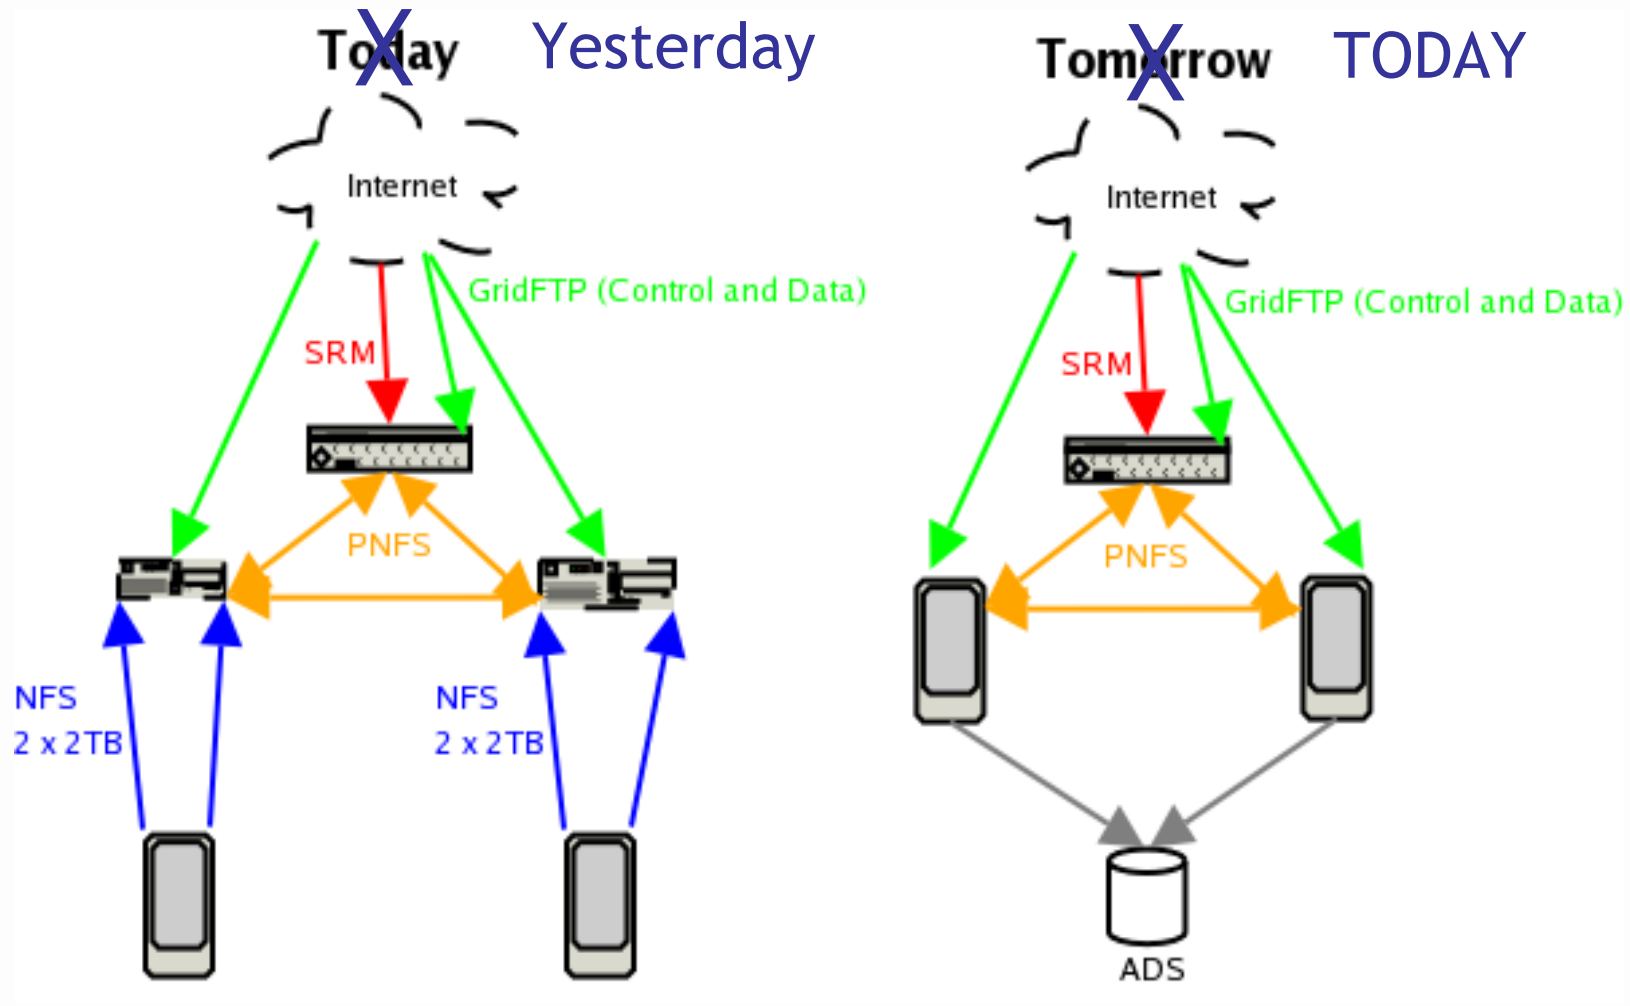 Today X Yesterday
Internet
GridFTP (Control and Data)
SRM
PNFS
NFS
2 x 2TB
NFS
2 x 2TB
Tomorrow X TODAY
Internet
GridFTP (Control and Data)
SRM
PNFS
ADS